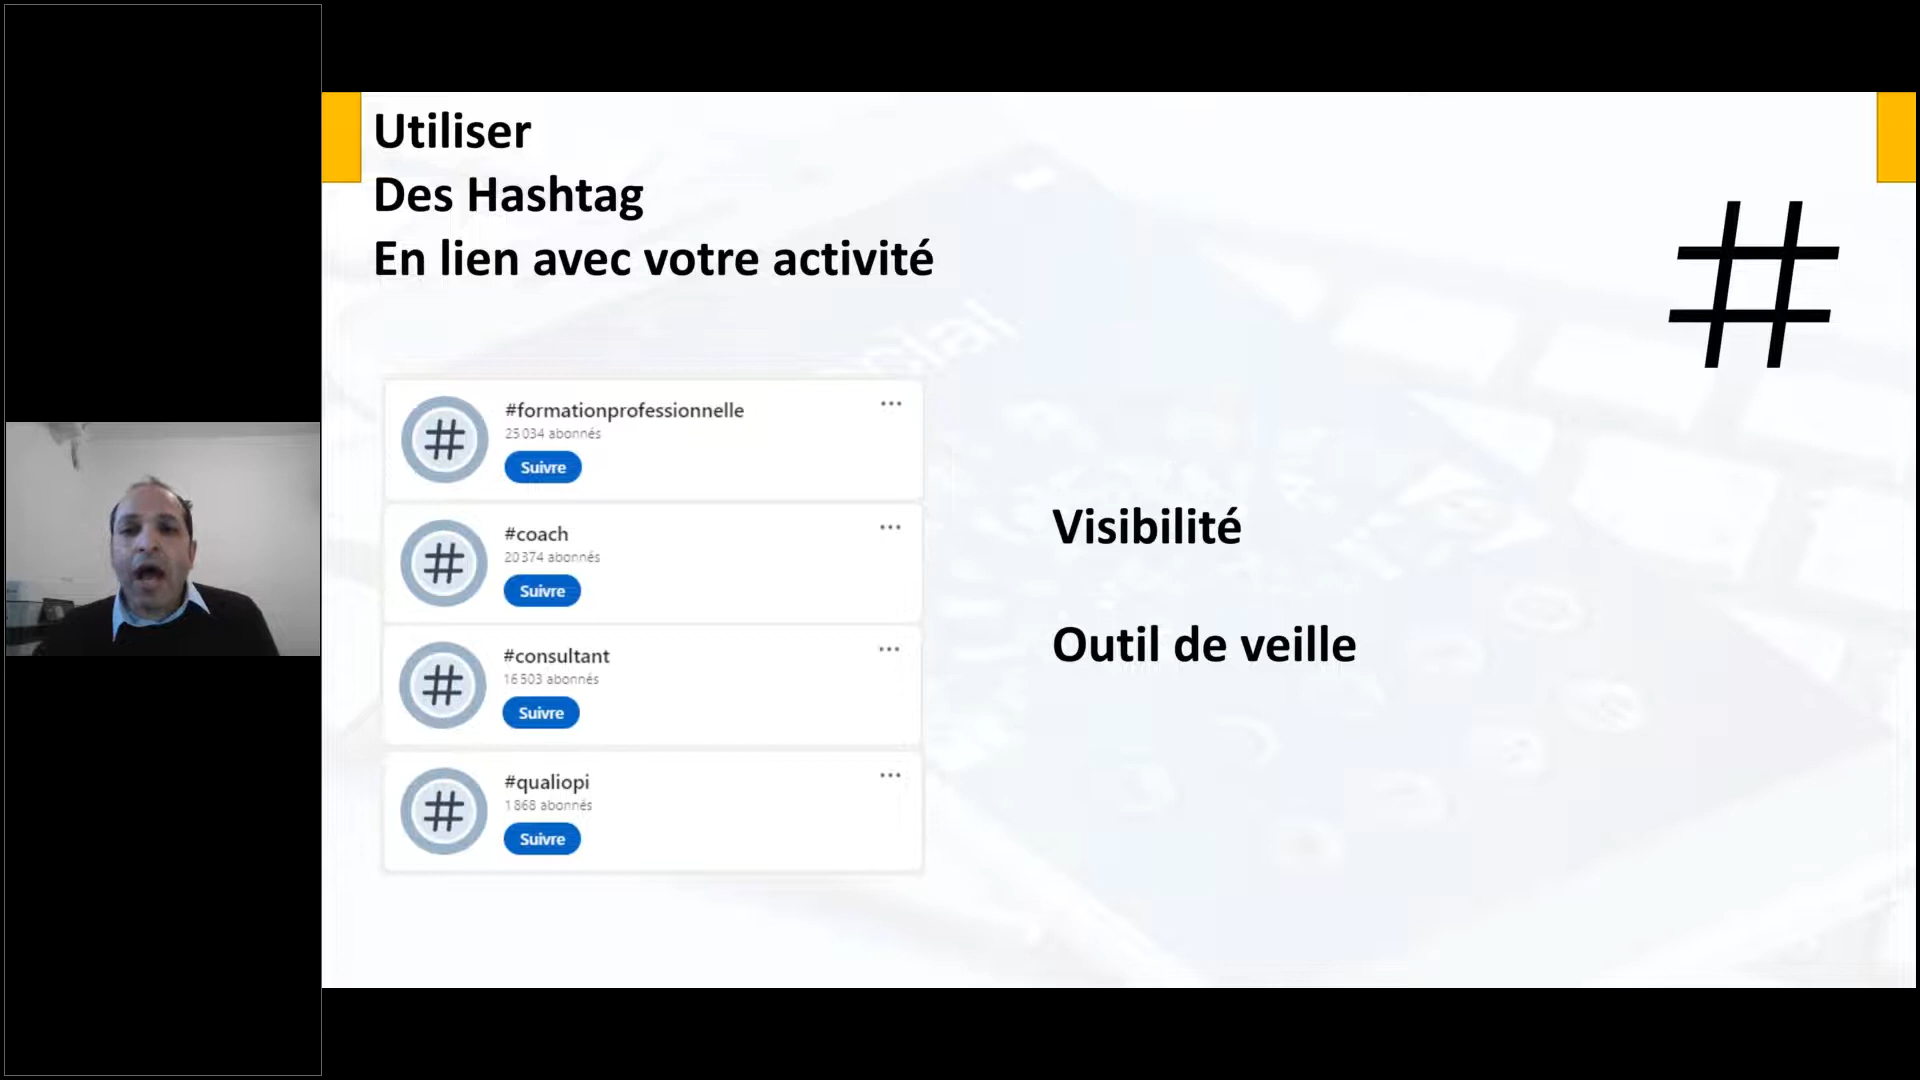 Utiliser
Des Hashtag
En lien avec votre activité
#
#formationprofessionnelle
25 034 abonnés
Suivre
#coach
20 374 abonnés
Suivre
#consultant
16 503 abonnés
Suivre
#qualiopi
1 868 abonnés
Suivre
Visibilité
Outil de veille